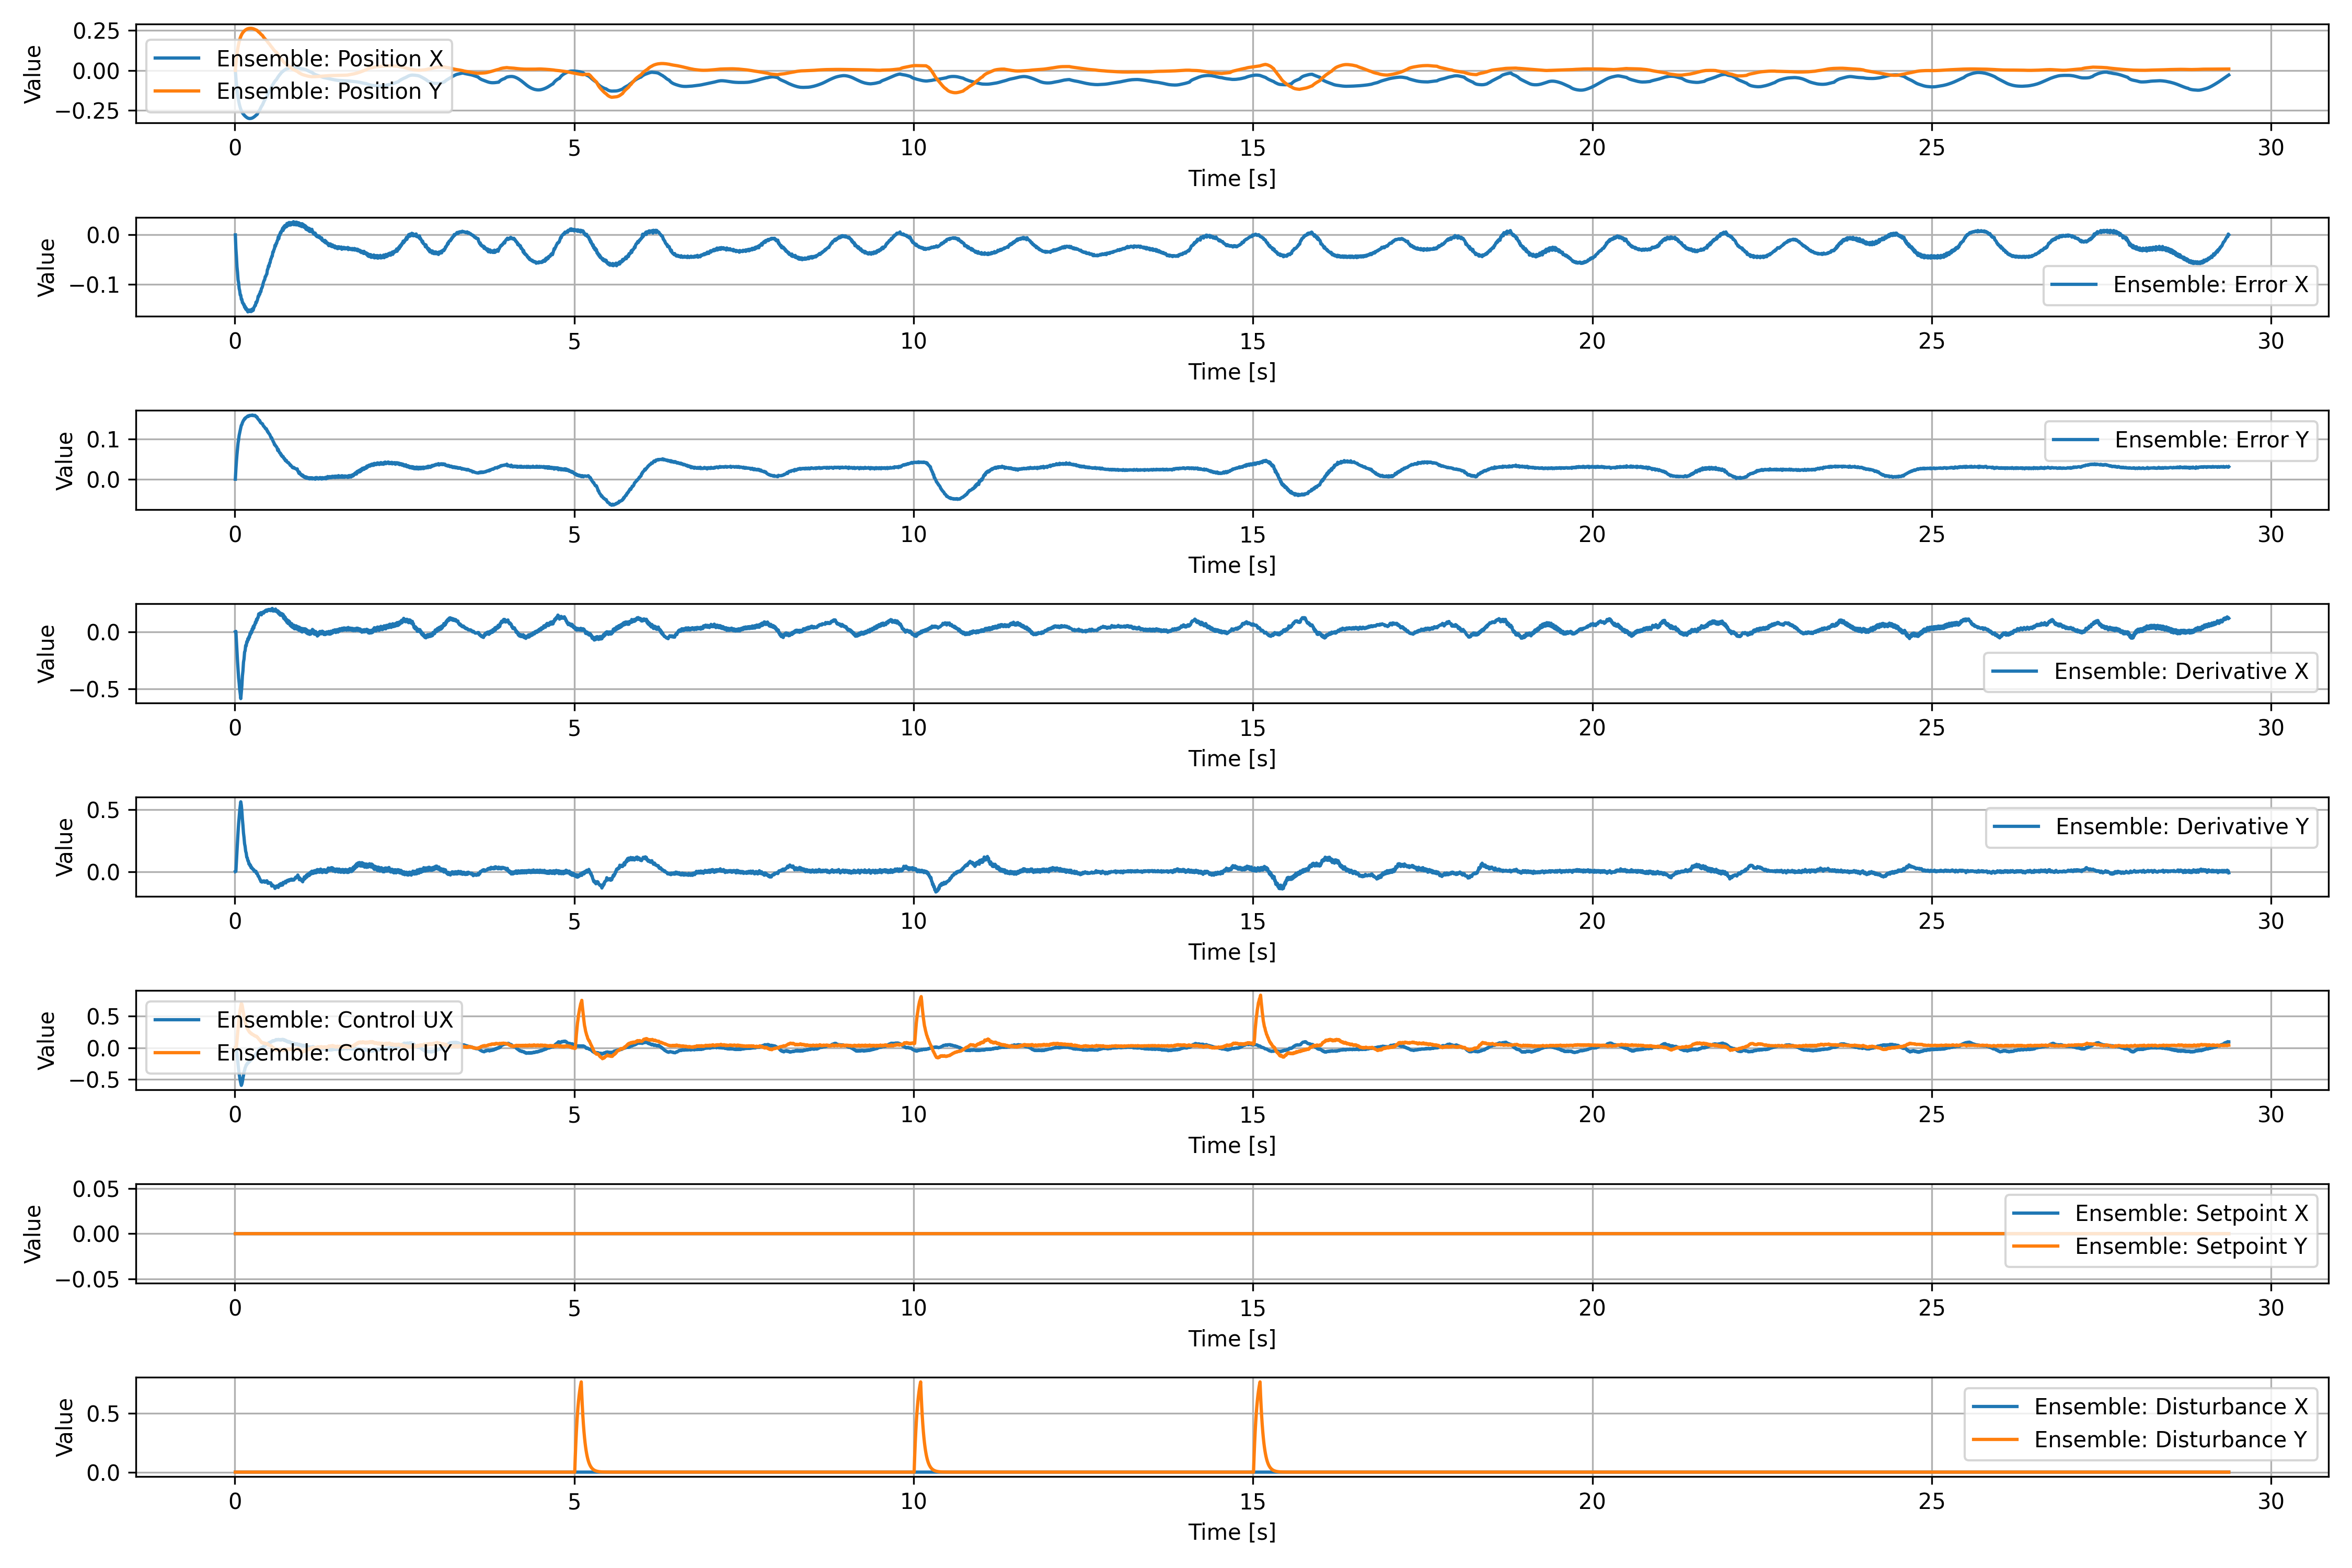 Value
0.25
0.00
−0.25
Ensemble: Position X
Ensemble: Position Y
0 5 10 15 20 25 30
Time [s]
Value
0.0
−0.1
Ensemble: Error X
0 5 10 15 20 25 30
Time [s]
Value
0.1
0.0
Ensemble: Error Y
0 5 10 15 20 25 30
Time [s]
Value
0.0
−0.5
Ensemble: Derivative X
0 5 10 15 20 25 30
Time [s]
Value
0.5
0.0
Ensemble: Derivative Y
0 5 10 15 20 25 30
Time [s]
Value
0.5
0.0
−0.5
Ensemble: Control UX
Ensemble: Control UY
0 5 10 15 20 25 30
Time [s]
Value
0.05
0.00
−0.05
Ensemble: Setpoint X
Ensemble: Setpoint Y
0 5 10 15 20 25 30
Time [s]
Value
0.5
0.0
Ensemble: Disturbance X
Ensemble: Disturbance Y
0 5 10 15 20 25 30
Time [s]